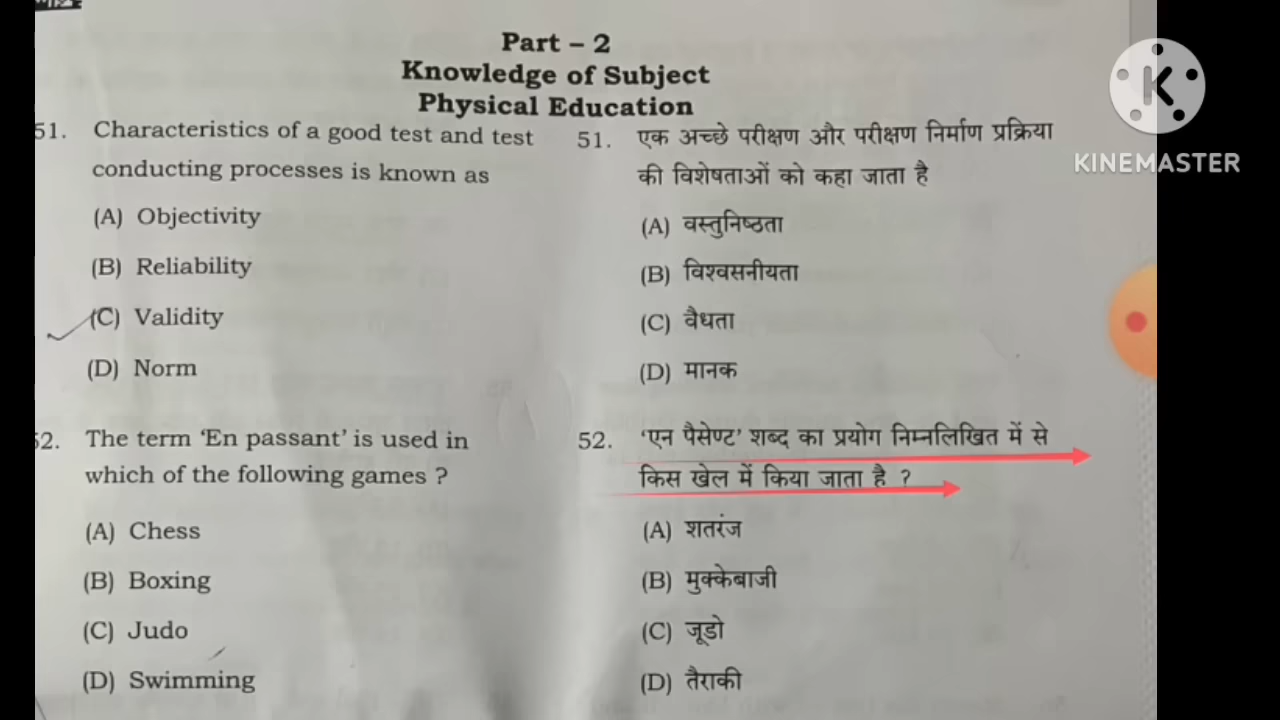 Part – 2
Knowledge of Subject
Physical Education
51. Characteristics of a good test and test
conducting processes is known as
(A) Objectivity
(B) Reliability
(C) Validity
(D) Norm
52. The term ‘En passant’ is used in
which of the following games ?
(A) Chess
(B) Boxing
(C) Judo
(D) Swimming
51. एक अच्छे परीक्षण और परीक्षण निर्माण प्रक्रिया
की विशेषताओं को कहा जाता है
(A) वस्तुनिष्ठता
(B) विश्वसनीयता
(C) वैधता
(D) मानक
52. ‘एन पैसेण्ट’ शब्द का प्रयोग निम्नलिखित में से
किस खेल में किया जाता है ?
(A) शतरंज
(B) मुक्केबाजी
(C) जूडो
(D) तैराकी
K
KINEMASTER